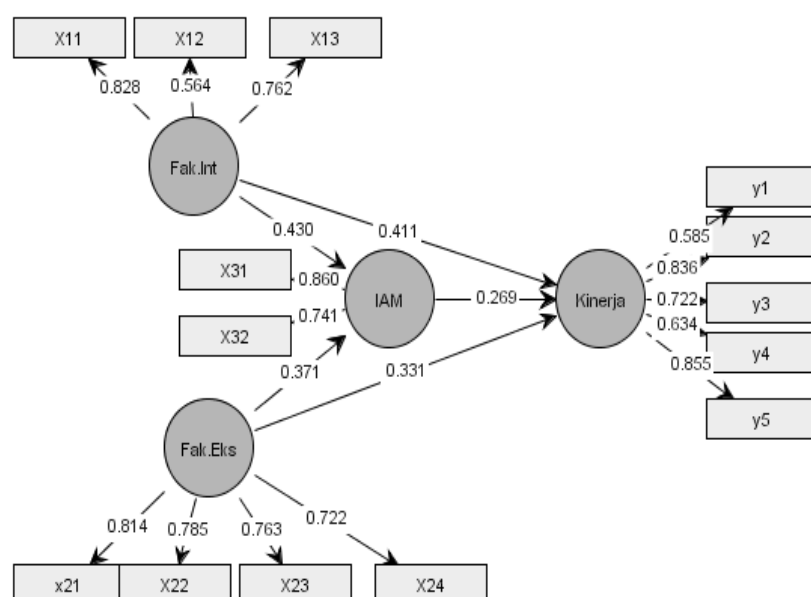 X11
X12
X13
0.828
0.564
0.762
Fak.Int
0.430
0.411
X31
0.860
IAM
X32
0.741
0.269
Kinerja
0.371
0.331
Fak.Eks
0.585
0.836
0.722
0.634
0.855
y1
y2
y3
y4
y5
0.814
0.785
0.763
0.722
x21
X22
X23
X24